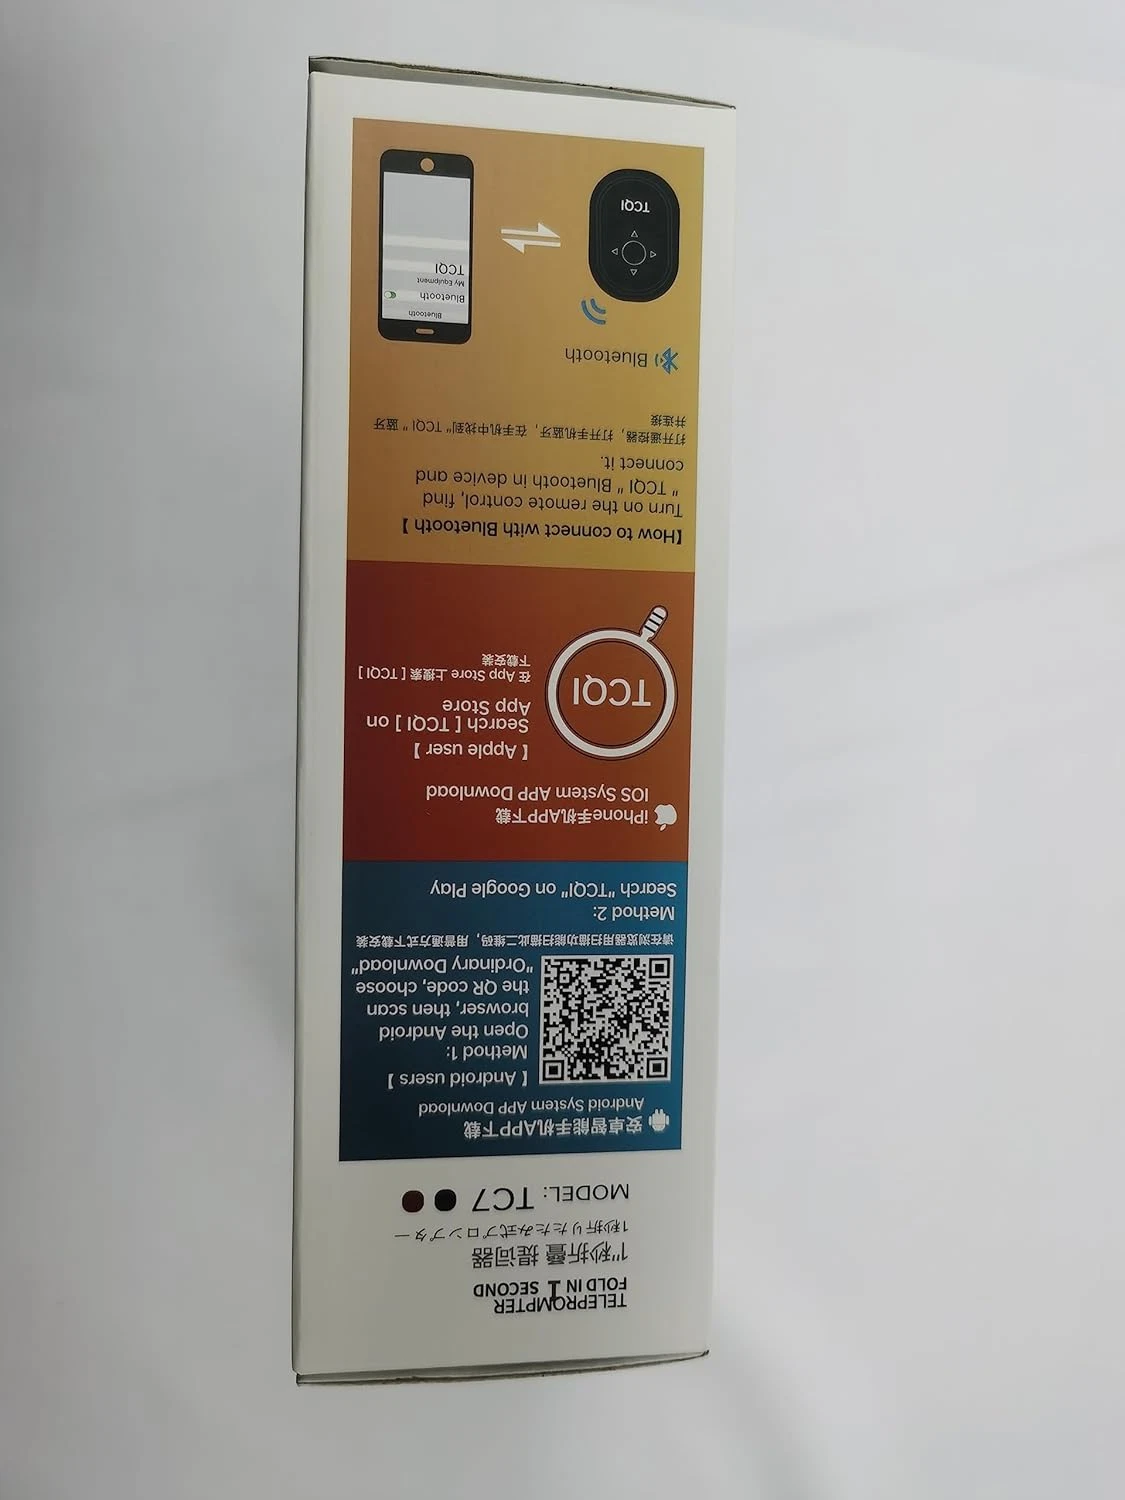 TELEPROMPTER
FOLD IN 1 SECOND
1"秒折叠 提词器
1秒折りたたみ式プロンプター
MODEL: TC7
安卓智能手机APP下载
Android System APP Download
【 Android users 】
Method 1:
Open the Android
browser, then scan
the QR code, choose
"Ordinary Download"
请在浏览器用扫描功能扫描此二维码，用普通方式下载安装
Method 2:
Search "TCQI" on Google Play
iPhone手机APP下载
IOS System APP Download
TCQI
【 Apple user 】
Search [ TCQI ] on
App Store
在 App Store 上搜索 [ TCQI ]
下载安装
【How to connect with Bluetooth 】
Turn on the remote control, find
" TCQI " Bluetooth in device and
connect it.
打开遥控器，打开手机蓝牙，在手机中找到" TCQI " 蓝牙
并连接
Bluetooth
TCQI
Bluetooth
Bluetooth
My Equipment
TCQI